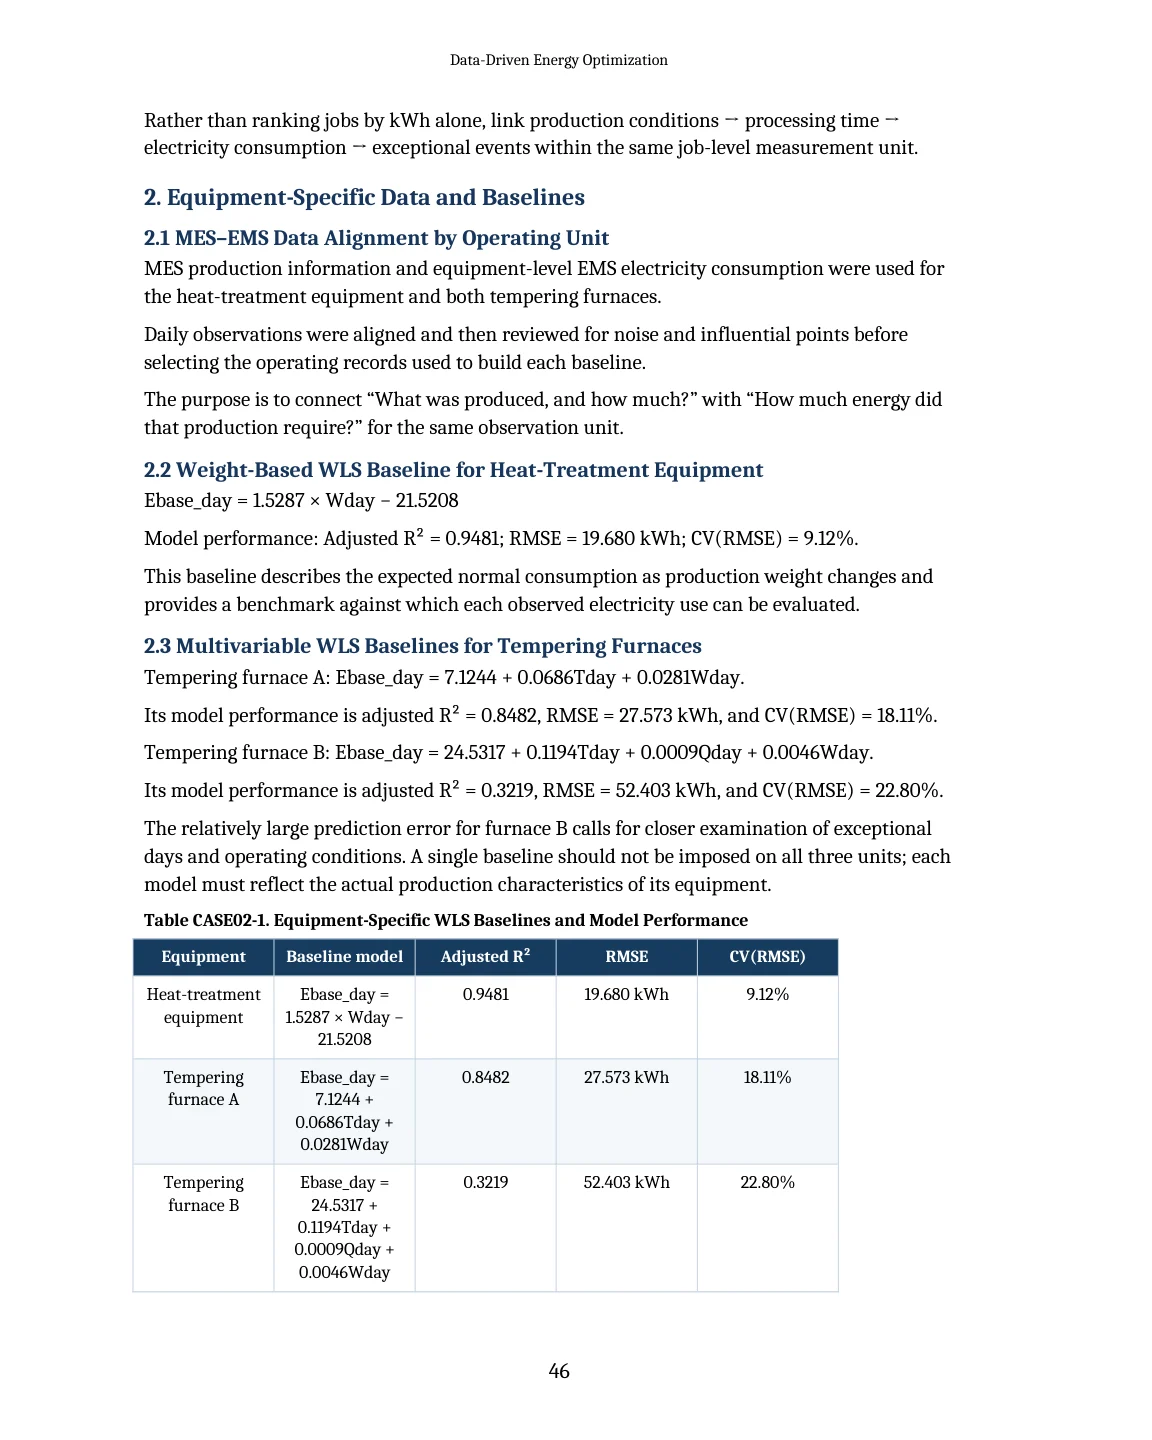 Data-Driven Energy Optimization
Rather than ranking jobs by kWh alone, link production conditions → processing time →
electricity consumption → exceptional events within the same job-level measurement unit.
2. Equipment-Specific Data and Baselines
2.1 MES–EMS Data Alignment by Operating Unit
MES production information and equipment-level EMS electricity consumption were used for
the heat-treatment equipment and both tempering furnaces.
Daily observations were aligned and then reviewed for noise and influential points before
selecting the operating records used to build each baseline.
The purpose is to connect “What was produced, and how much?” with “How much energy did
that production require?” for the same observation unit.
2.2 Weight-Based WLS Baseline for Heat-Treatment Equipment
Ebase_day = 1.5287 × Wday − 21.5208
Model performance: Adjusted R² = 0.9481; RMSE = 19.680 kWh; CV(RMSE) = 9.12%.
This baseline describes the expected normal consumption as production weight changes and
provides a benchmark against which each observed electricity use can be evaluated.
2.3 Multivariable WLS Baselines for Tempering Furnaces
Tempering furnace A: Ebase_day = 7.1244 + 0.0686Tday + 0.0281Wday.
Its model performance is adjusted R² = 0.8482, RMSE = 27.573 kWh, and CV(RMSE) = 18.11%.
Tempering furnace B: Ebase_day = 24.5317 + 0.1194Tday + 0.0009Qday + 0.0046Wday.
Its model performance is adjusted R² = 0.3219, RMSE = 52.403 kWh, and CV(RMSE) = 22.80%.
The relatively large prediction error for furnace B calls for closer examination of exceptional
days and operating conditions. A single baseline should not be imposed on all three units; each
model must reflect the actual production characteristics of its equipment.
Table CASE02-1. Equipment-Specific WLS Baselines and Model Performance
Equipment Baseline model Adjusted R² RMSE CV(RMSE)
Heat-treatment Ebase_day = 0.9481 19.680 kWh 9.12%
equipment 1.5287 × Wday −
21.5208
Tempering Ebase_day = 0.8482 27.573 kWh 18.11%
furnace A 7.1244 +
0.0686Tday +
0.0281Wday
Tempering Ebase_day = 0.3219 52.403 kWh 22.80%
furnace B 24.5317 +
0.1194Tday +
0.0009Qday +
0.0046Wday
46